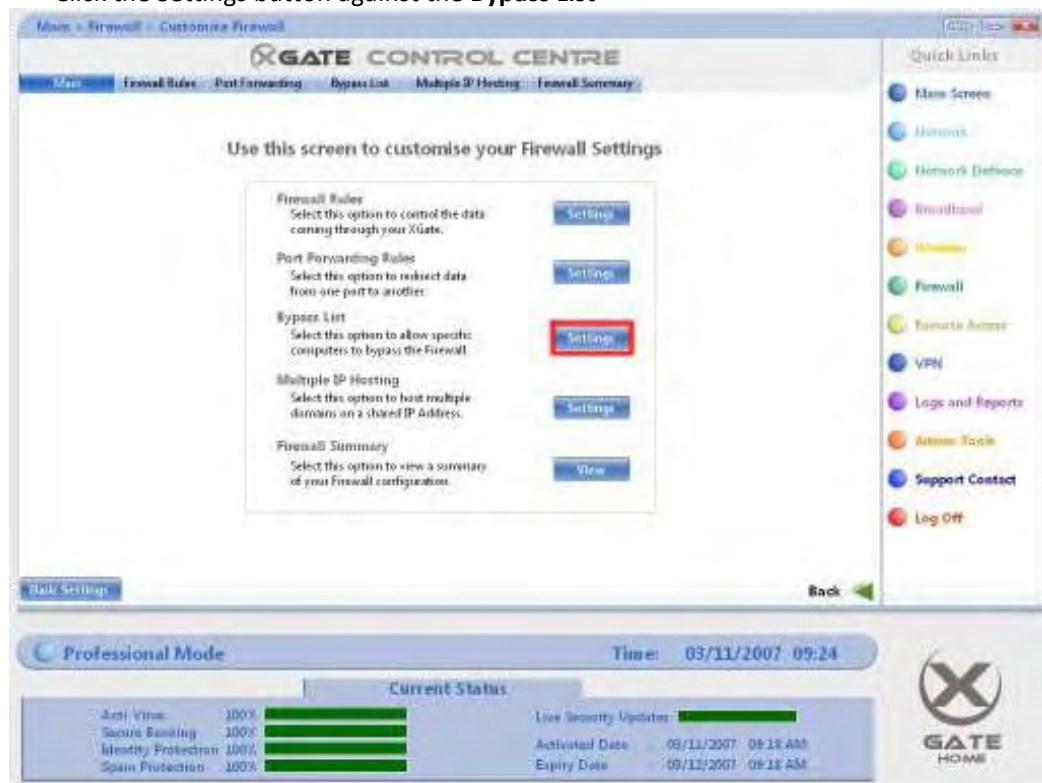 Click the Settings button against the Bypass List
Main > Firewall > Customise Firewall
XGATE CONTROL CENTRE
Main Firewall Rules Port Forwarding Bypass List Multiple IP Hosting Firewall Summary
Use this screen to customise your Firewall Settings
Firewall Rules
Select this option to control the data
coming through your XGate.
Settings
Port Forwarding Rules
Select this option to redirect data
from one port to another.
Settings
Bypass List
Select this option to allow specific
computers to bypass the Firewall.
Settings
Multiple IP Hosting
Select this option to host multiple
domains on a shared IP Address.
Settings
Firewall Summary
Select this option to view a summary
of your Firewall configuration.
View
Basic Settings
Back
Quick Links
Main Screen
Network
Network Defence
Broadband
Wireless
Firewall
Remote Access
VPN
Logs and Reports
Admin Tools
Support Contact
Log Off
Professional Mode
Time: 03/11/2007 09:24
Current Status
Anti Virus 100%
Secure Banking 100%
Identity Protection 100%
Spam Protection 100%
Live Security Updates
Activated Date 09:18 AM
Expiry Date 09:18 AM
X
GATE
HOME